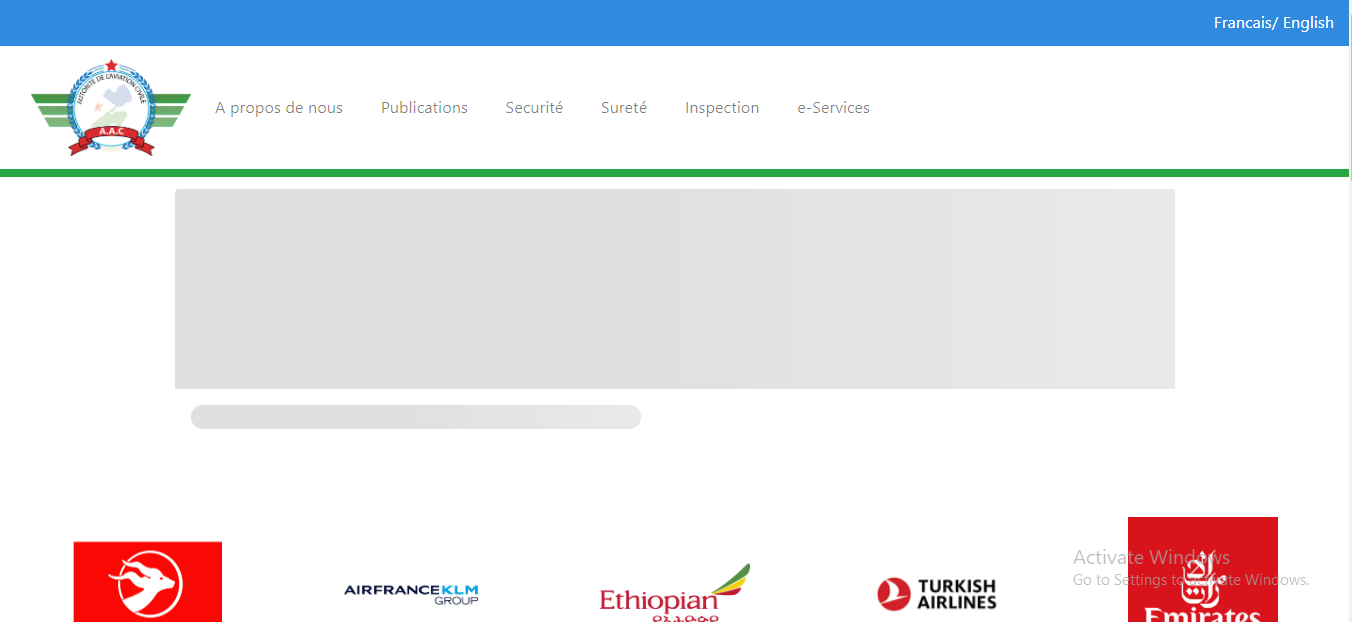 Francais/ English
AUTORITE DE L'AVIATION CIVILE
A.A.C
A propos de nous
Publications
Securité
Sureté
Inspection
e-Services
AIRFRANCEKLM
GROUP
Ethiopian
TURKISH
AIRLINES
Emirates
Activate Windows
Go to Settings to activate Windows.